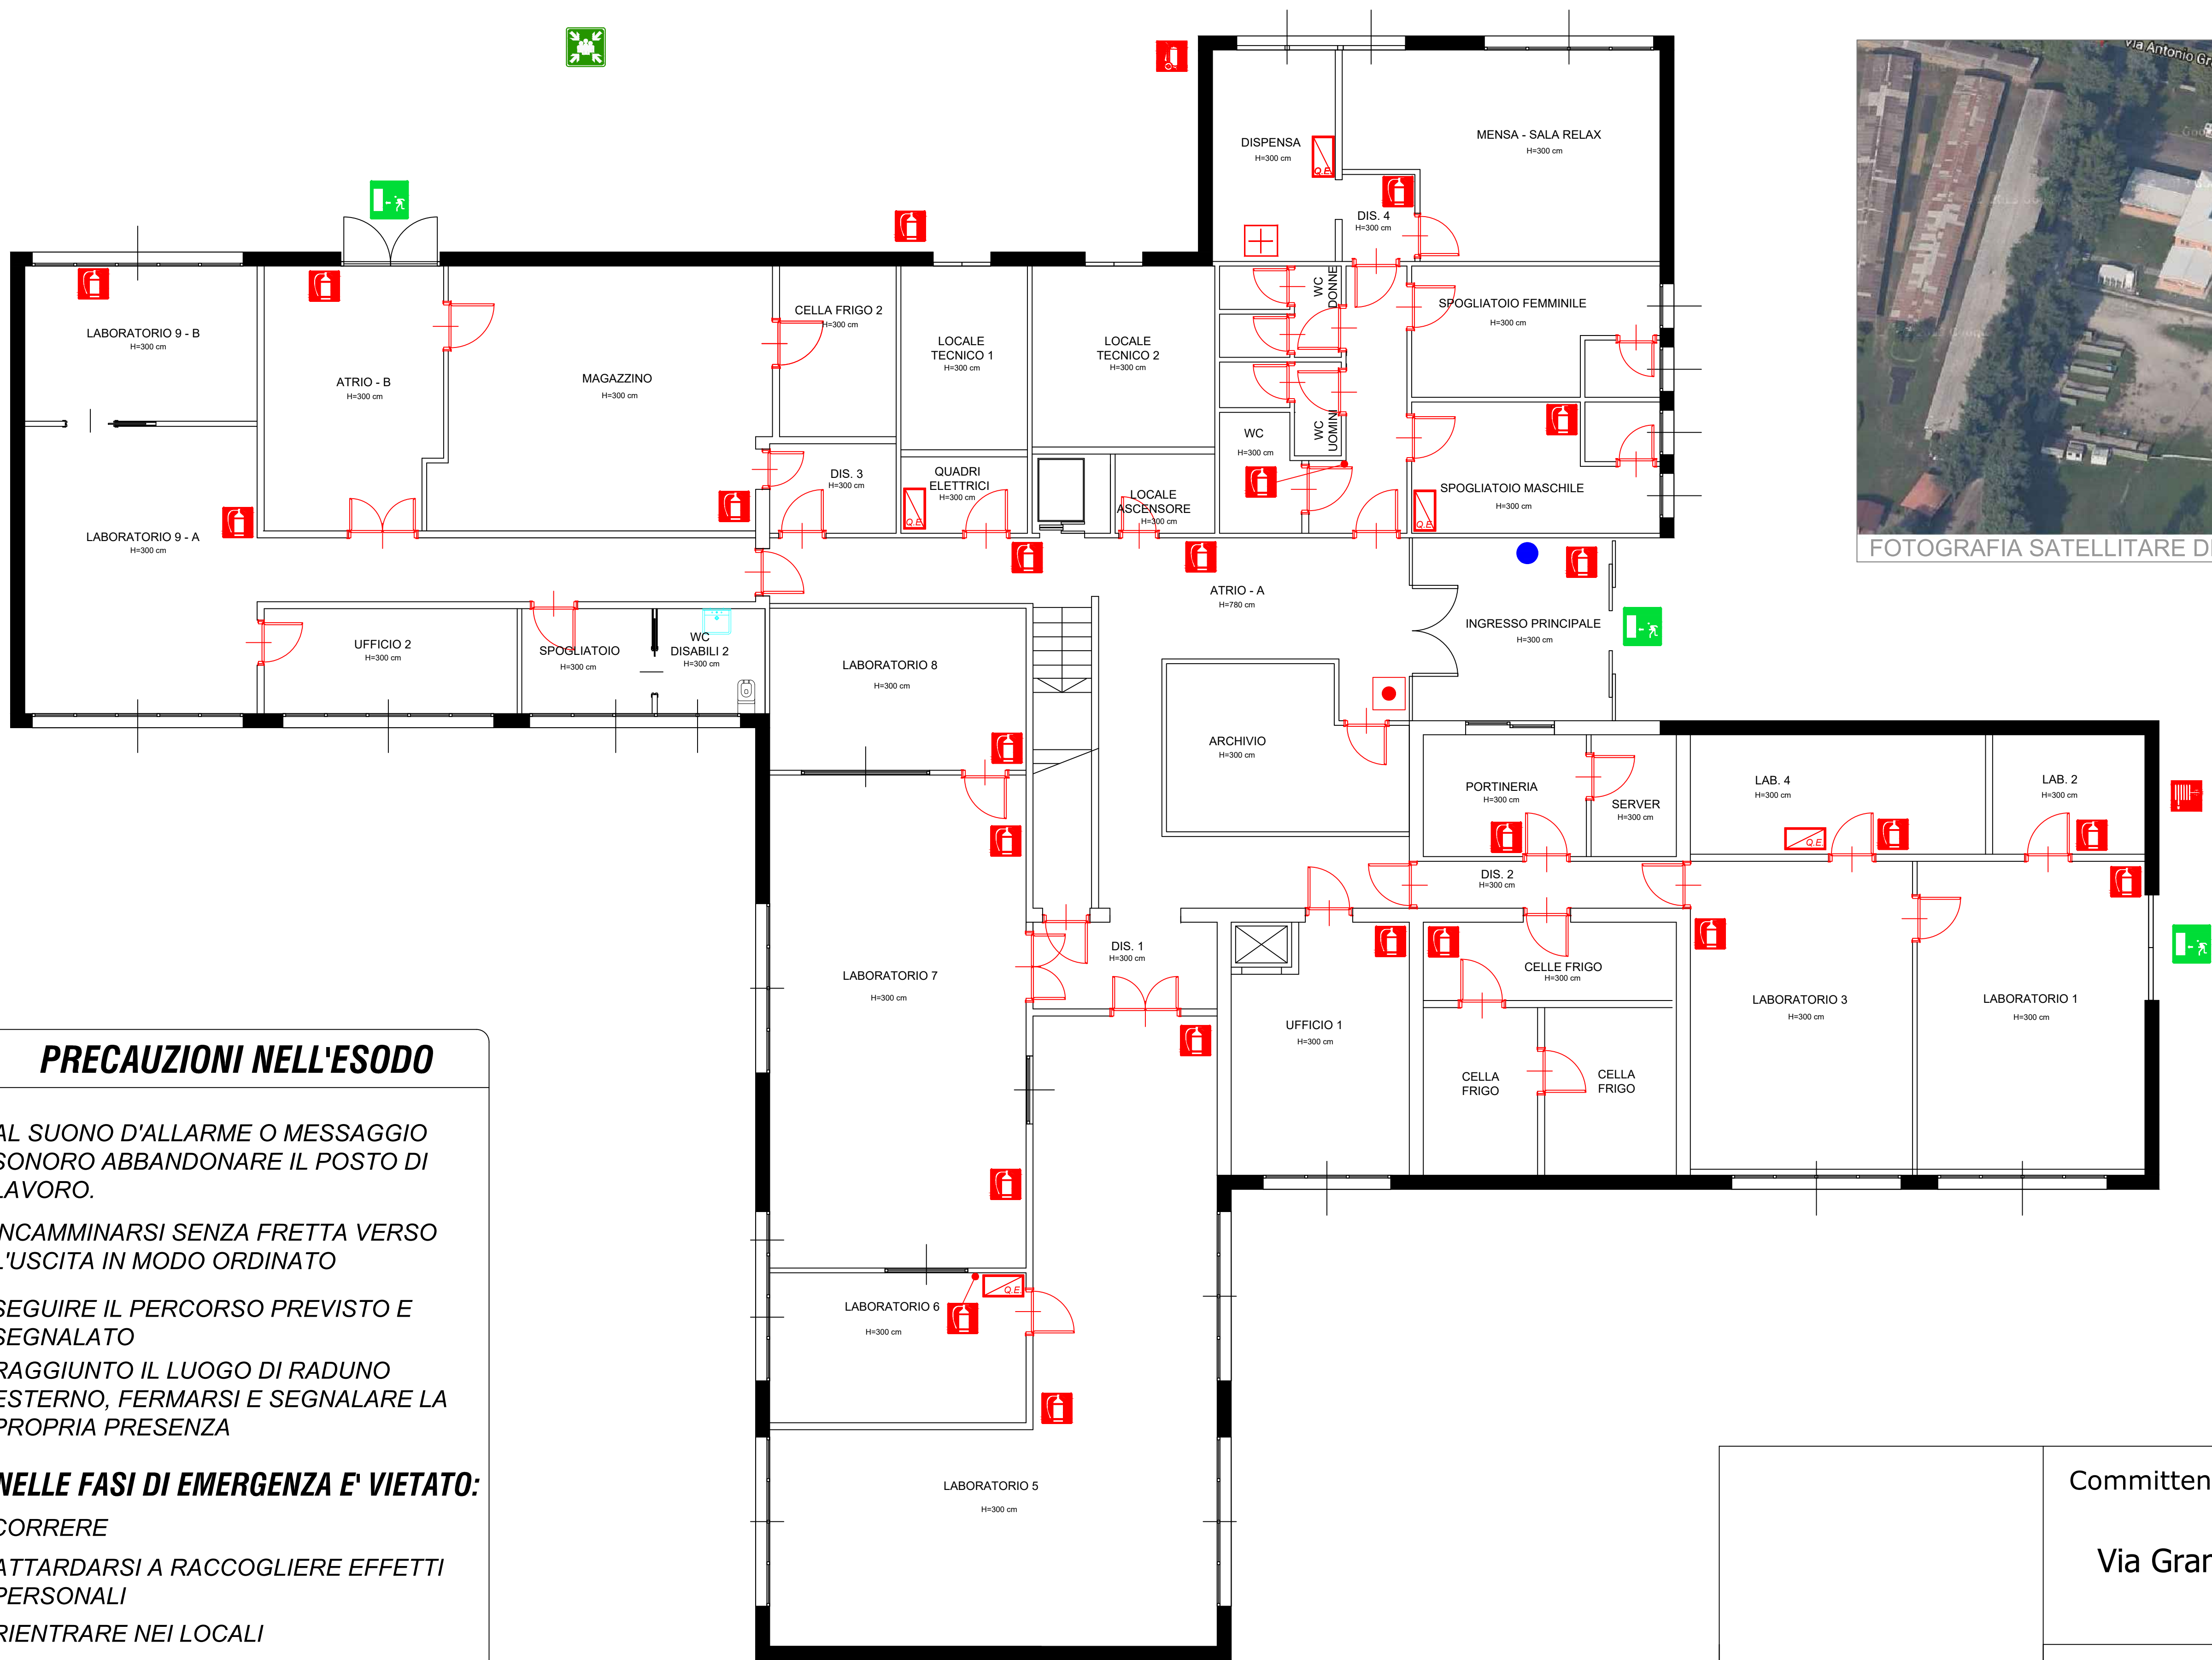 DISPENSA
H=300 cm
Q.E.
MENSA - SALA RELAX
H=300 cm
DIS. 4
H=300 cm
WC
DONNE
SPOGLIATOIO FEMMINILE
H=300 cm
LABORATORIO 9 - B
H=300 cm
ATRIO - B
H=300 cm
MAGAZZINO
H=300 cm
CELLA FRIGO 2
H=300 cm
LOCALE
TECNICO 1
H=300 cm
LOCALE
TECNICO 2
H=300 cm
WC
UOMINI
WC
H=300 cm
DIS. 3
H=300 cm
QUADRI
ELETTRICI
H=300 cm
Q.E.
LOCALE
ASCENSORE
H=300 cm
SPOGLIATOIO MASCHILE
H=300 cm
Q.E.
LABORATORIO 9 - A
H=300 cm
ATRIO - A
H=780 cm
INGRESSO PRINCIPALE
H=300 cm
UFFICIO 2
H=300 cm
SPOGLIATOIO
H=300 cm
WC
DISABILI 2
H=300 cm
LABORATORIO 8
H=300 cm
ARCHIVIO
H=300 cm
PORTINERIA
H=300 cm
SERVER
H=300 cm
LAB. 4
H=300 cm
Q.E.
LAB. 2
H=300 cm
DIS. 2
H=300 cm
DIS. 1
H=300 cm
LABORATORIO 7
H=300 cm
UFFICIO 1
H=300 cm
CELLE FRIGO
H=300 cm
CELLA
FRIGO
CELLA
FRIGO
LABORATORIO 3
H=300 cm
LABORATORIO 1
H=300 cm
LABORATORIO 6
H=300 cm
Q.E.
LABORATORIO 5
H=300 cm
Via Antonio Gr
FOTOGRAFIA SATELLITARE D
PRECAUZIONI NELL'ESODO
AL SUONO D'ALLARME O MESSAGGIO
SONORO ABBANDONARE IL POSTO DI
LAVORO.
INCAMMINARSI SENZA FRETTA VERSO
L'USCITA IN MODO ORDINATO
SEGUIRE IL PERCORSO PREVISTO E
SEGNALATO
RAGGIUNTO IL LUOGO DI RADUNO
ESTERNO, FERMARSI E SEGNALARE LA
PROPRIA PRESENZA
NELLE FASI DI EMERGENZA E' VIETATO:
CORRERE
ATTARDARSI A RACCOGLIERE EFFETTI
PERSONALI
RIENTRARE NEI LOCALI
Committen
Via Gra